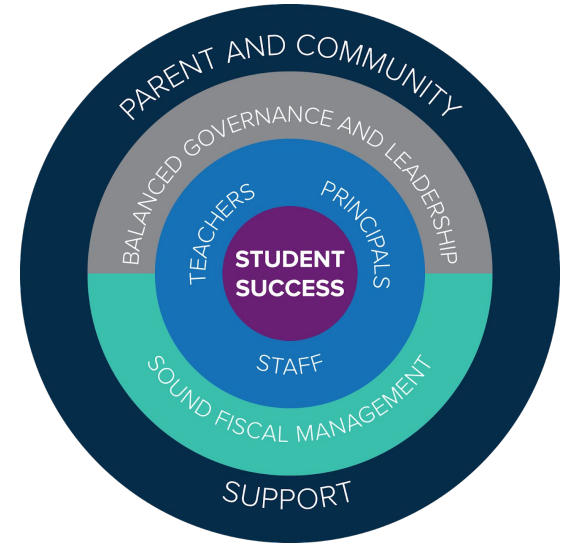 PARENT AND COMMUNITY
BALANCED GOVERNANCE AND LEADERSHIP
TEACHERS
PRINCIPALS
STUDENT
SUCCESS
STAFF
SOUND FISCAL MANAGEMENT
SUPPORT